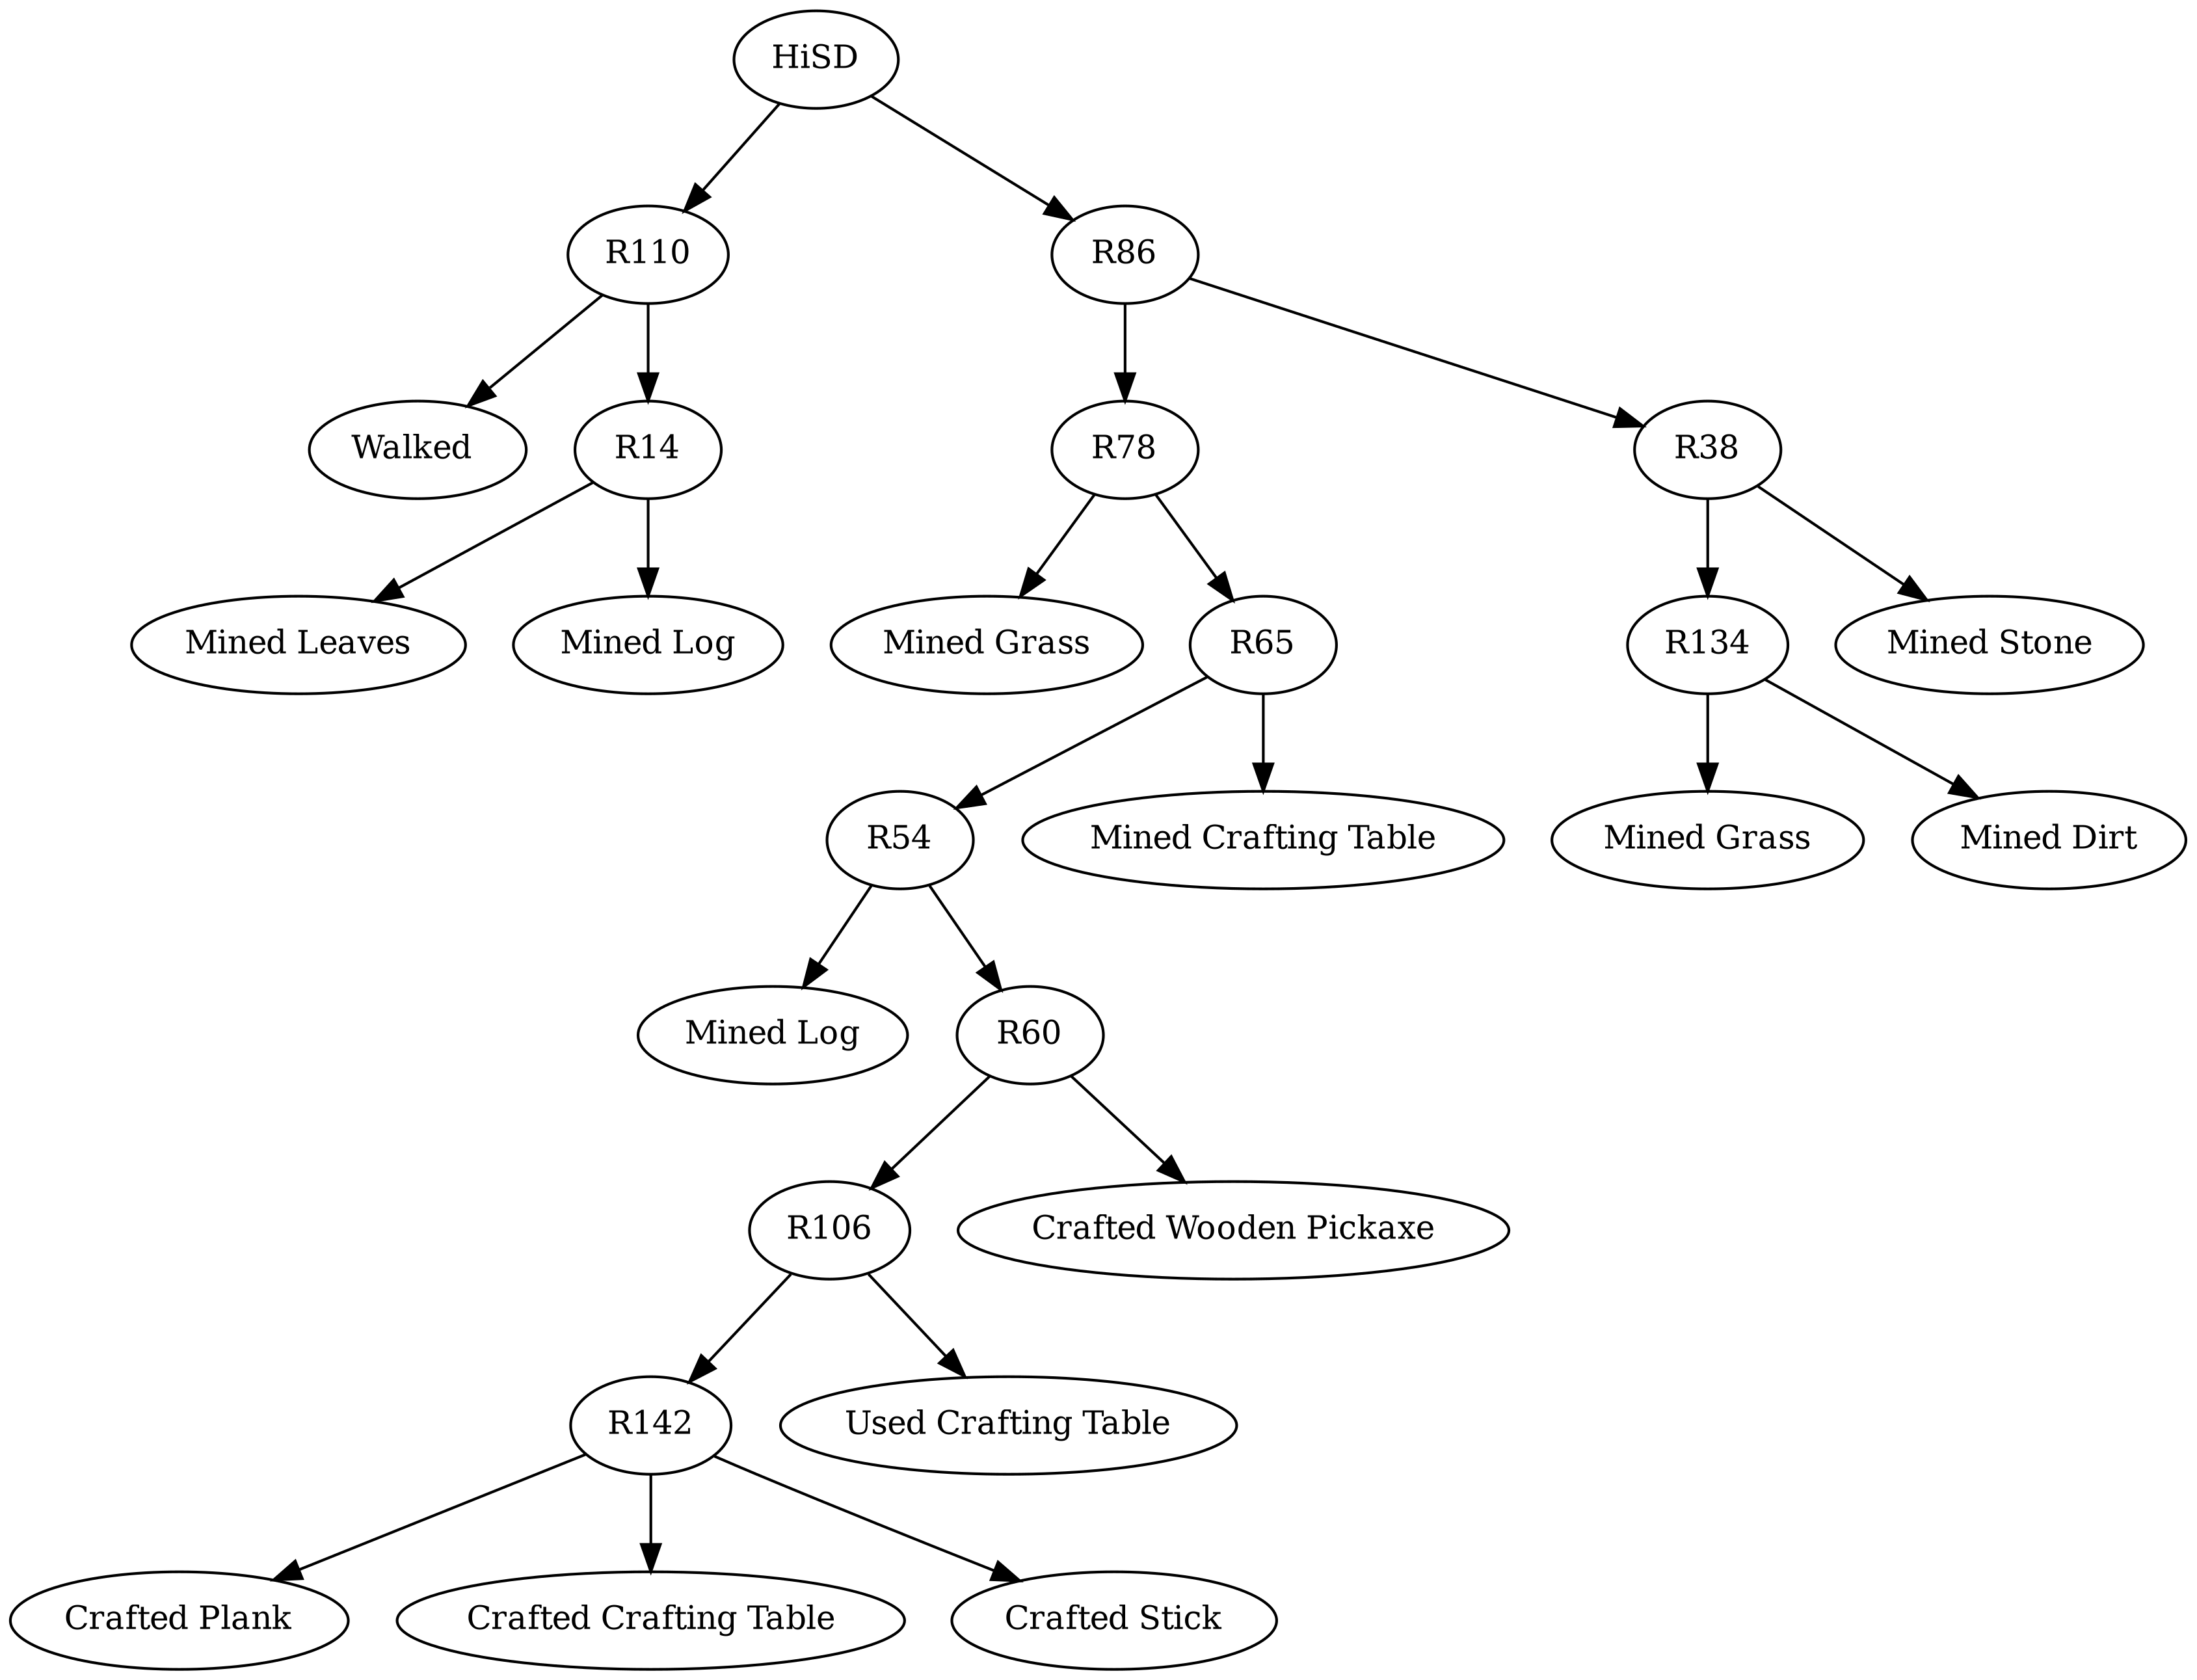 HiSD
R110
R86
Walked
R14
R78
R38
Mined Leaves
Mined Log
Mined Grass
R65
R134
Mined Stone
R54
Mined Crafting Table
Mined Grass
Mined Dirt
Mined Log
R60
R106
Crafted Wooden Pickaxe
R142
Used Crafting Table
Crafted Plank
Crafted Crafting Table
Crafted Stick